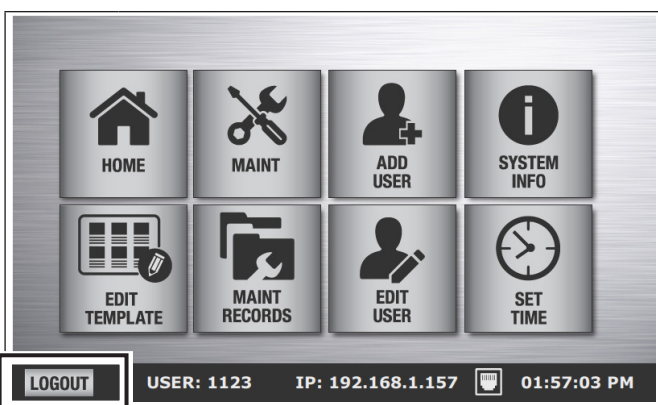 HOME
MAINT
ADD
USER
SYSTEM
INFO
EDIT
TEMPLATE
MAINT
RECORDS
EDIT
USER
SET
TIME
LOGOUT
USER: 1123
IP: 192.168.1.157
01:57:03 PM